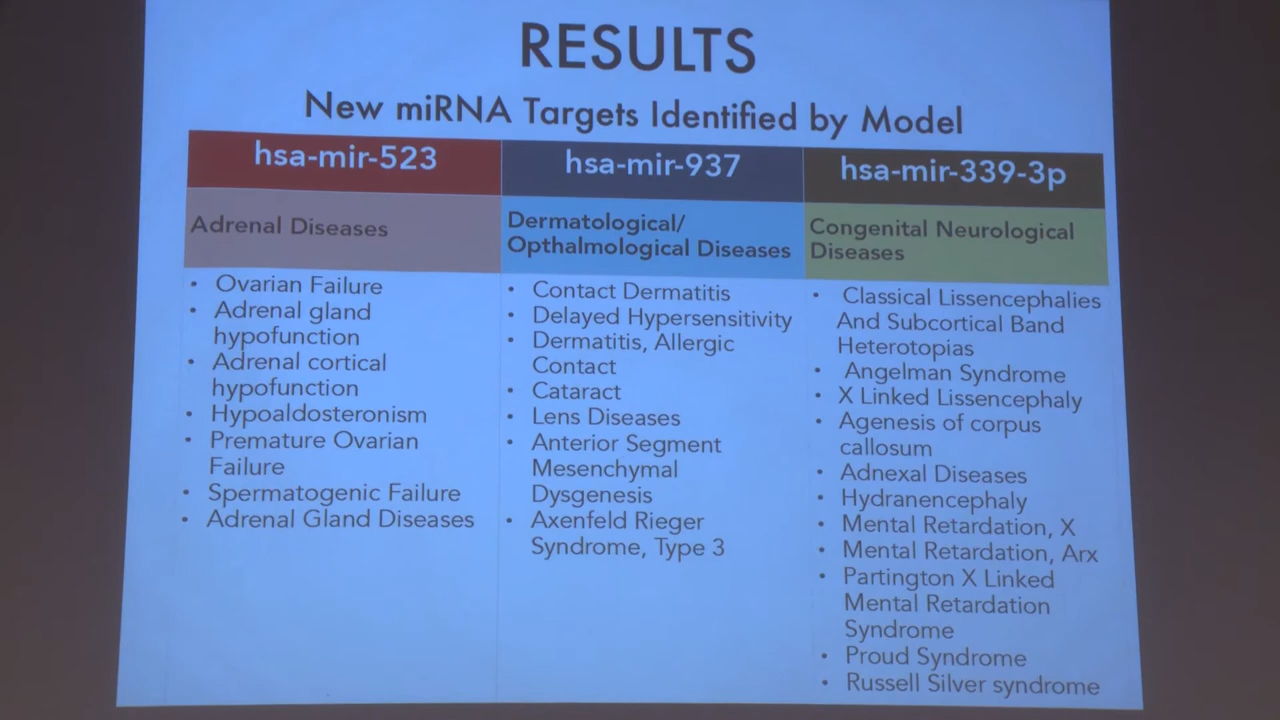 RESULTS
New miRNA Targets Identified by Model
hsa-mir-523
hsa-mir-937
hsa-mir-339-3p
Adrenal Diseases
Dermatological/
Opthalmological Diseases
Congenital Neurological
Diseases
• Ovarian Failure
• Adrenal gland
hypofunction
• Adrenal cortical
hypofunction
• Hypoaldosteronism
• Premature Ovarian
Failure
• Spermatogenic Failure
• Adrenal Gland Diseases
• Contact Dermatitis
• Delayed Hypersensitivity
• Dermatitis, Allergic
Contact
• Cataract
• Lens Diseases
• Anterior Segment
Mesenchymal
Dysgenesis
• Axenfeld Rieger
Syndrome, Type 3
• Classical Lissencephalies
And Subcortical Band
Heterotopias
• Angelman Syndrome
• X Linked Lissencephaly
• Agenesis of corpus
callosum
• Adnexal Diseases
• Hydranencephaly
• Mental Retardation, X
• Mental Retardation, Arx
• Partington X Linked
Mental Retardation
Syndrome
• Proud Syndrome
• Russell Silver syndrome